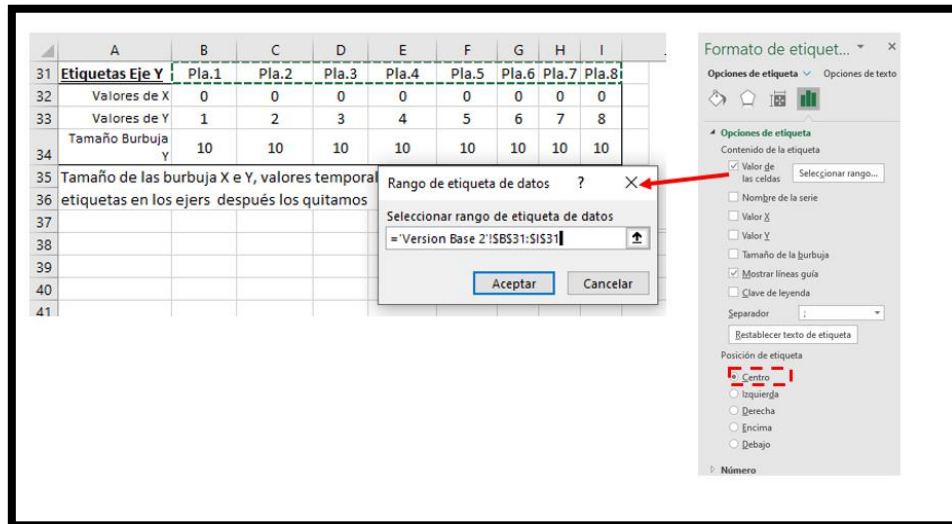 A B C D E F G H I
31 Etiquetas Eje Y Pla.1 Pla.2 Pla.3 Pla.4 Pla.5 Pla.6 Pla.7 Pla.8
32 Valores de X 0 0 0 0 0 0 0 0
33 Valores de Y 1 2 3 4 5 6 7 8
Tamaño Burbuja
34 Y 10 10 10 10 10 10 10 10
35 Tamaño de las burbuja X e Y, valores temporal
36 etiquetas en los ejers después los quitamos
37
38
39
40
41
Rango de etiqueta de datos ?
Seleccionar rango de etiqueta de datos
='Version Base 2'!$B$31:$I$31
Aceptar Cancelar
Formato de etiquet...
Opciones de etiqueta Opciones de texto
Opciones de etiqueta
Contenido de la etiqueta
Valor de
las celdas
Seleccionar rango...
Nombre de la serie
Valor X
Valor Y
Tamaño de la burbuja
Mostrar líneas guía
Clave de leyenda
Separador ;
Restablecer texto de etiqueta
Posición de etiqueta
Centro
Izquierda
Derecha
Encima
Debajo
Número